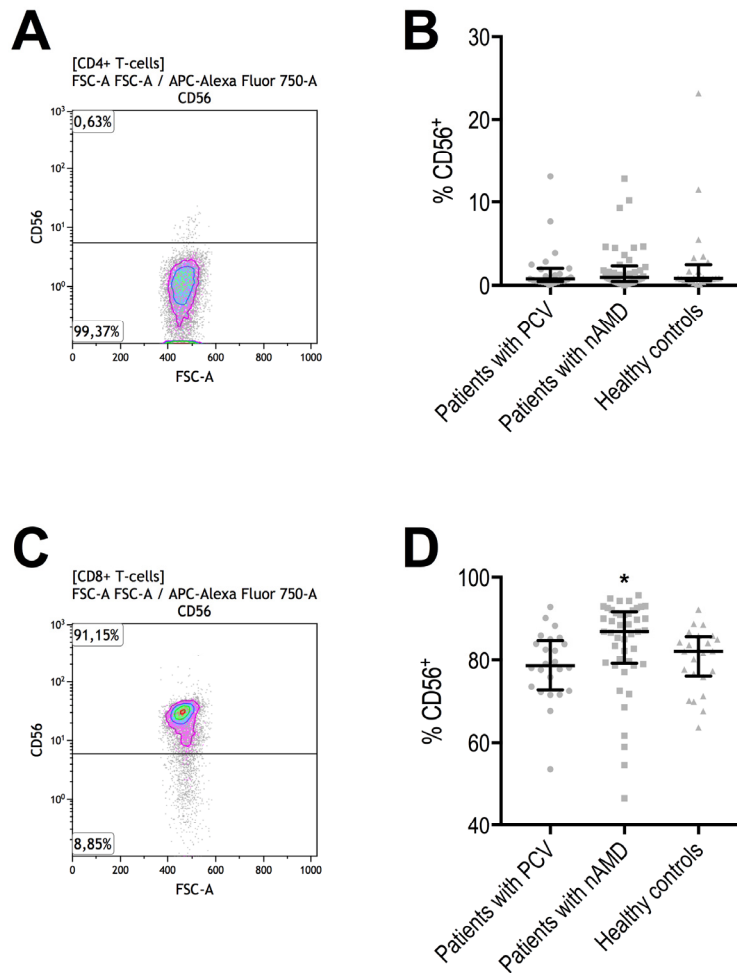 A
[CD4+ T-cells]
FSC-A FSC-A / APC-Alexa Fluor 750-A
CD56
10³
0,63%
10²
10¹
10⁰
99,37%
CD56
0 200 400 600 800 1000
FSC-A
B
30
20
10
0
% CD56⁺
Patients with PCV
Patients with nAMD
Healthy controls
C
[CD8+ T-cells]
FSC-A FSC-A / APC-Alexa Fluor 750-A
CD56
10³
91,15%
10²
10¹
10⁰
8,85%
CD56
0 200 400 600 800 1000
FSC-A
D
100
80
60
40
% CD56⁺
*
Patients with PCV
Patients with nAMD
Healthy controls